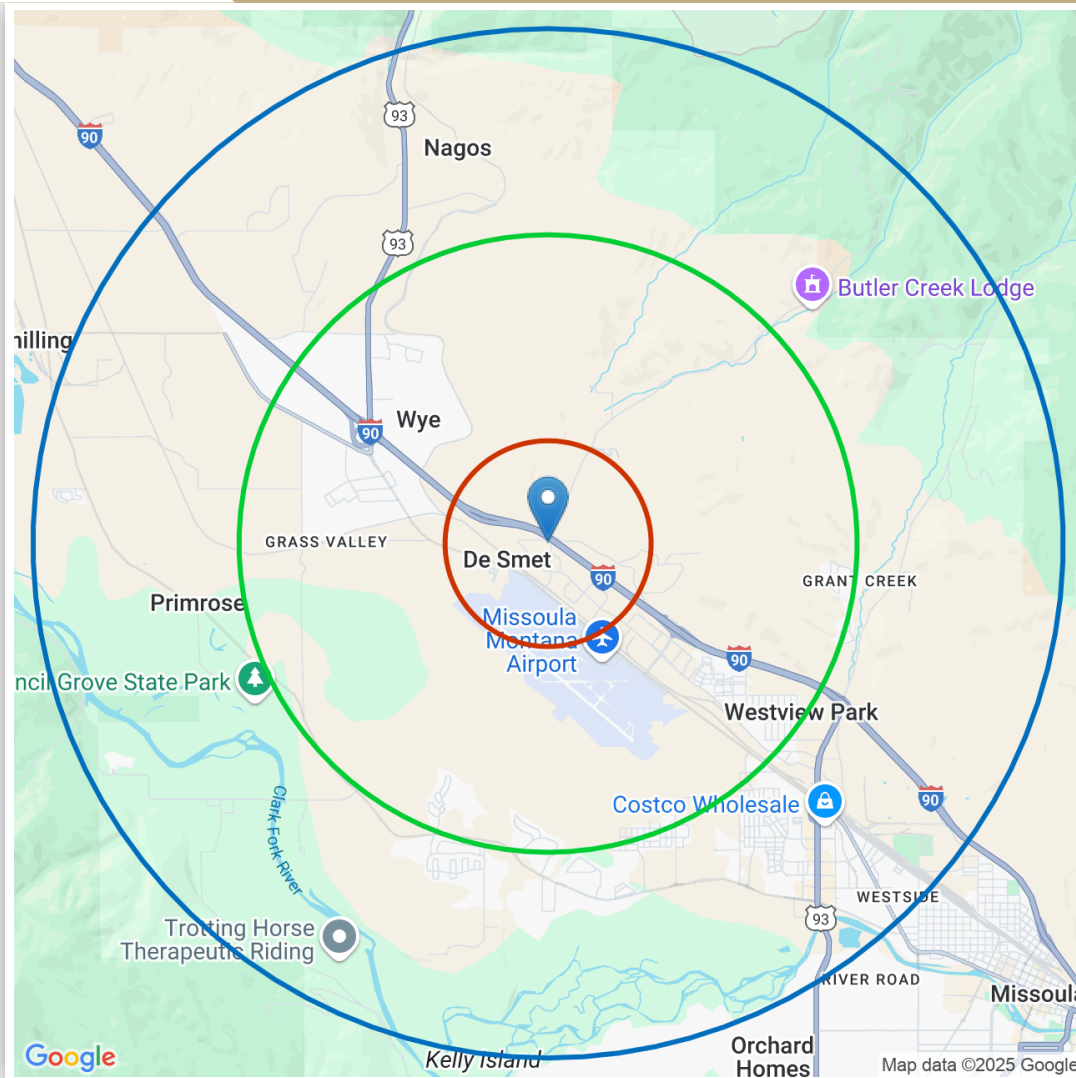 93
90
Nagos
93
Butler Creek Lodge
hilling
Wye
90
GRASS VALLEY
De Smet
90
GRANT CREEK
Primrose
Missoula
Montana
Airport
90
ncil Grove State Park
Westview Park
Costco Wholesale
90
Clark Fork River
WESTSIDE
93
Trotting Horse
Therapeutic Riding
RIVER ROAD
Missoula
Orchard
Homes
Kelly Island
Google
Map data ©2025 Google